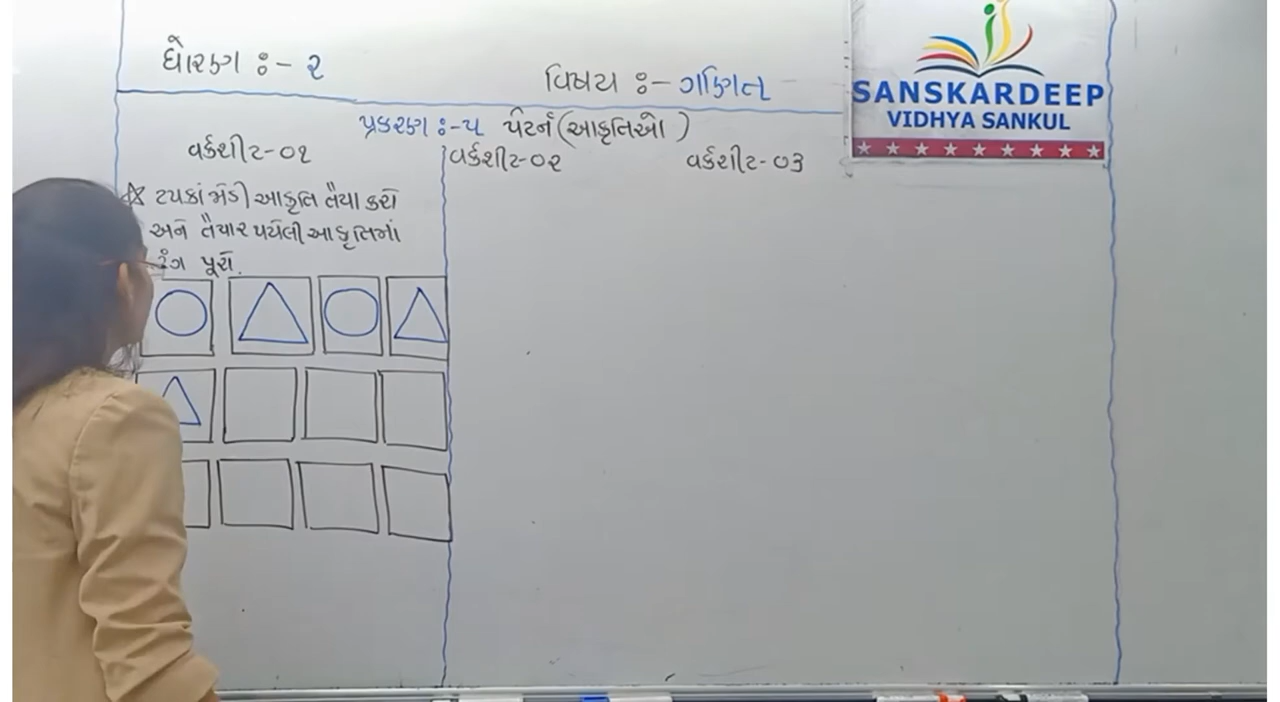 ધોરણ :- ૨
વિષય :- ગણિત
SANSKARDEEP
VIDHYA SANKUL
પ્રકરણ :- ૫ પેટર્ન (આકૃતિઓ)
વર્કશીટ-૦૧
વર્કશીટ-૦૨
વર્કશીટ-૦૩
☆ ટપકાં જોડી આકૃતિ તૈયા કરો
અને તૈયાર થયેલી આકૃતિમાં
રંગ પૂરો.